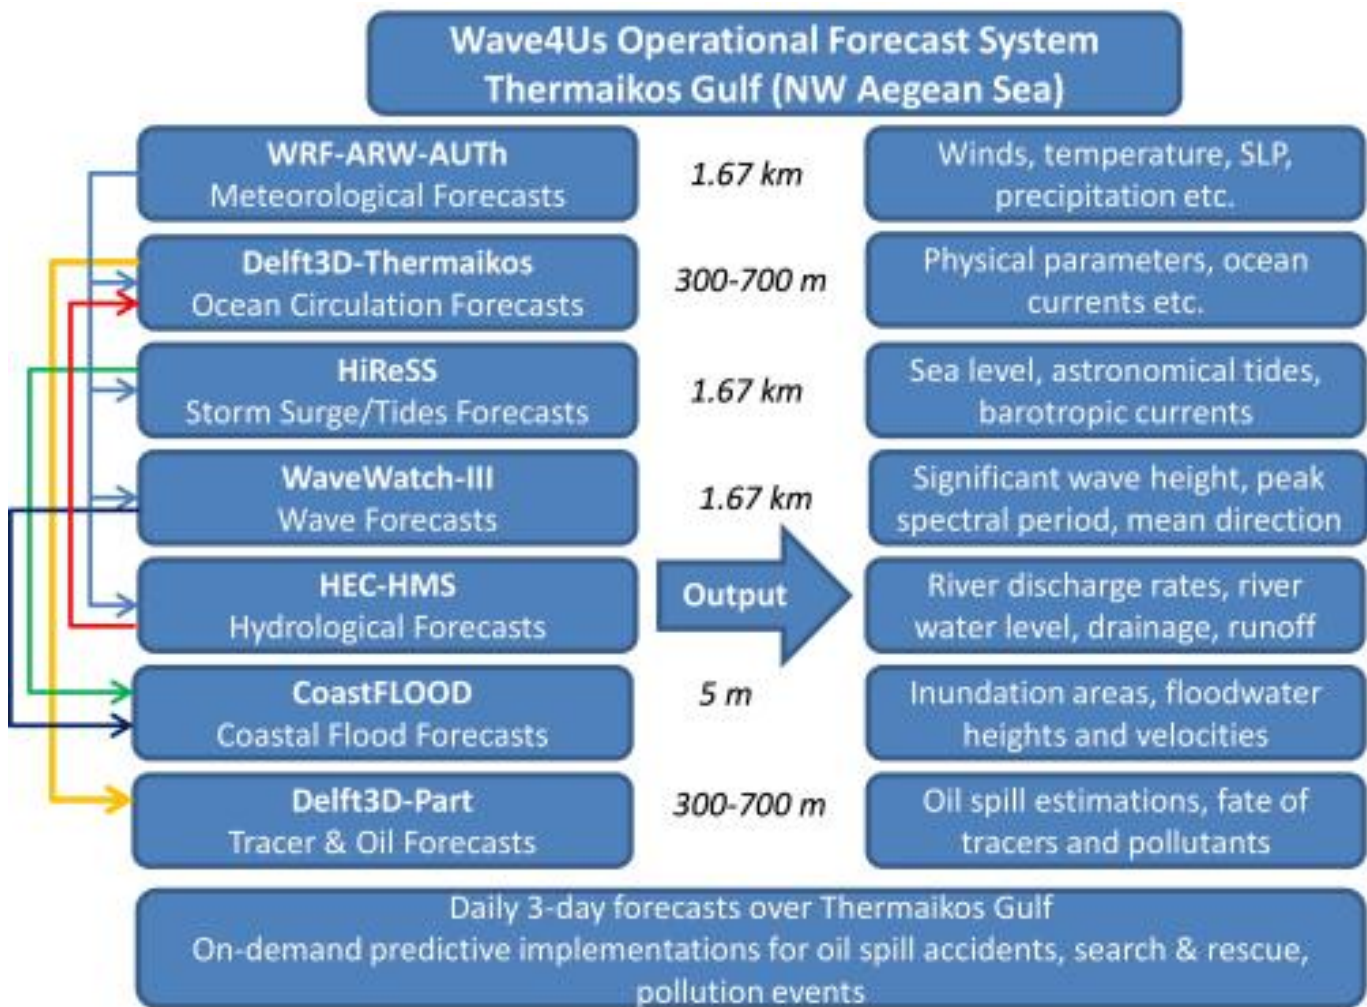 Wave4Us Operational Forecast System
Thermaikos Gulf (NW Aegean Sea)
WRF-ARW-AUTh
Meteorological Forecasts
1.67 km
Winds, temperature, SLP,
precipitation etc.
Delft3D-Thermaikos
Ocean Circulation Forecasts
300-700 m
Physical parameters, ocean
currents etc.
HiReSS
Storm Surge/Tides Forecasts
1.67 km
Sea level, astronomical tides,
barotropic currents
WaveWatch-III
Wave Forecasts
1.67 km
Significant wave height, peak
spectral period, mean direction
HEC-HMS
Hydrological Forecasts
Output
River discharge rates, river
water level, drainage, runoff
CoastFLOOD
Coastal Flood Forecasts
5 m
Inundation areas, floodwater
heights and velocities
Delft3D-Part
Tracer & Oil Forecasts
300-700 m
Oil spill estimations, fate of
tracers and pollutants
Daily 3-day forecasts over Thermaikos Gulf
On-demand predictive implementations for oil spill accidents, search & rescue,
pollution events